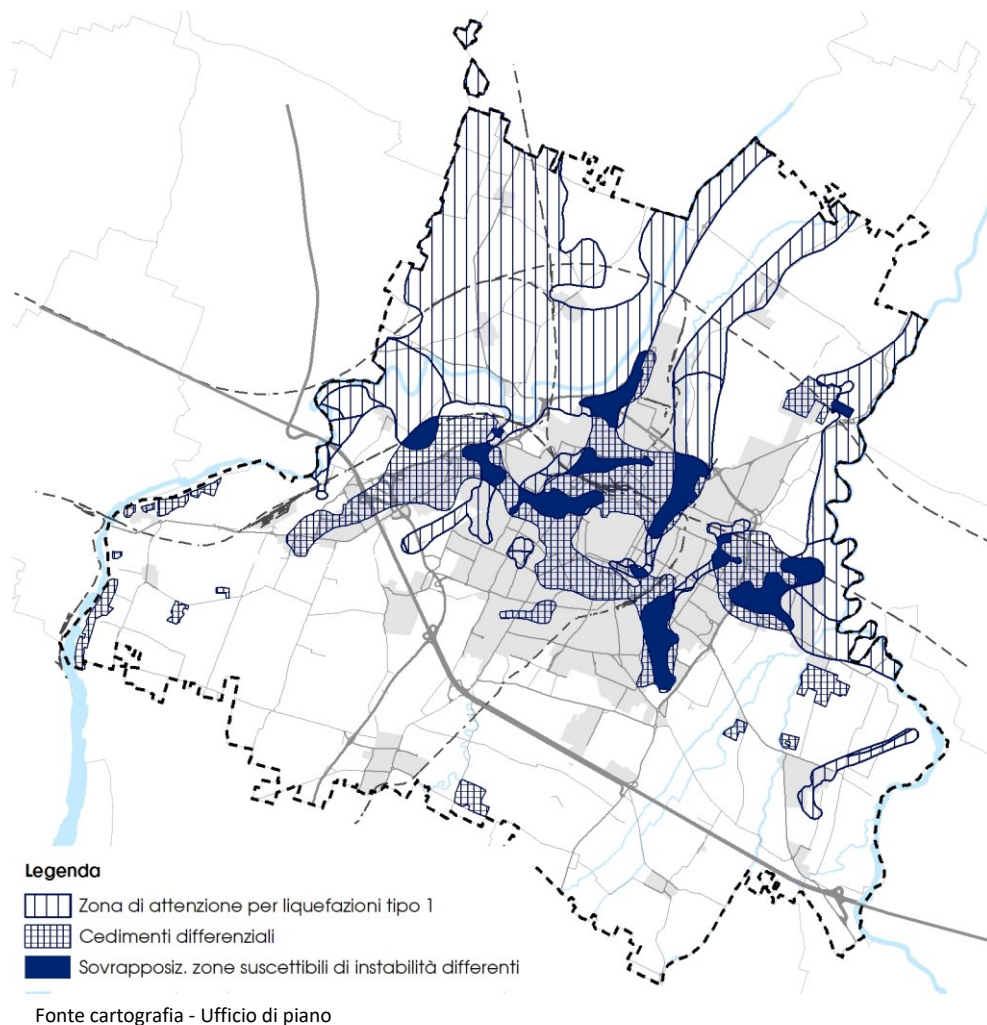 Legenda
Zona di attenzione per liquefazioni tipo 1
Cedimenti differenziali
Sovrapposiz. zone suscettibili di instabilità differenti
Fonte cartografia - Ufficio di piano